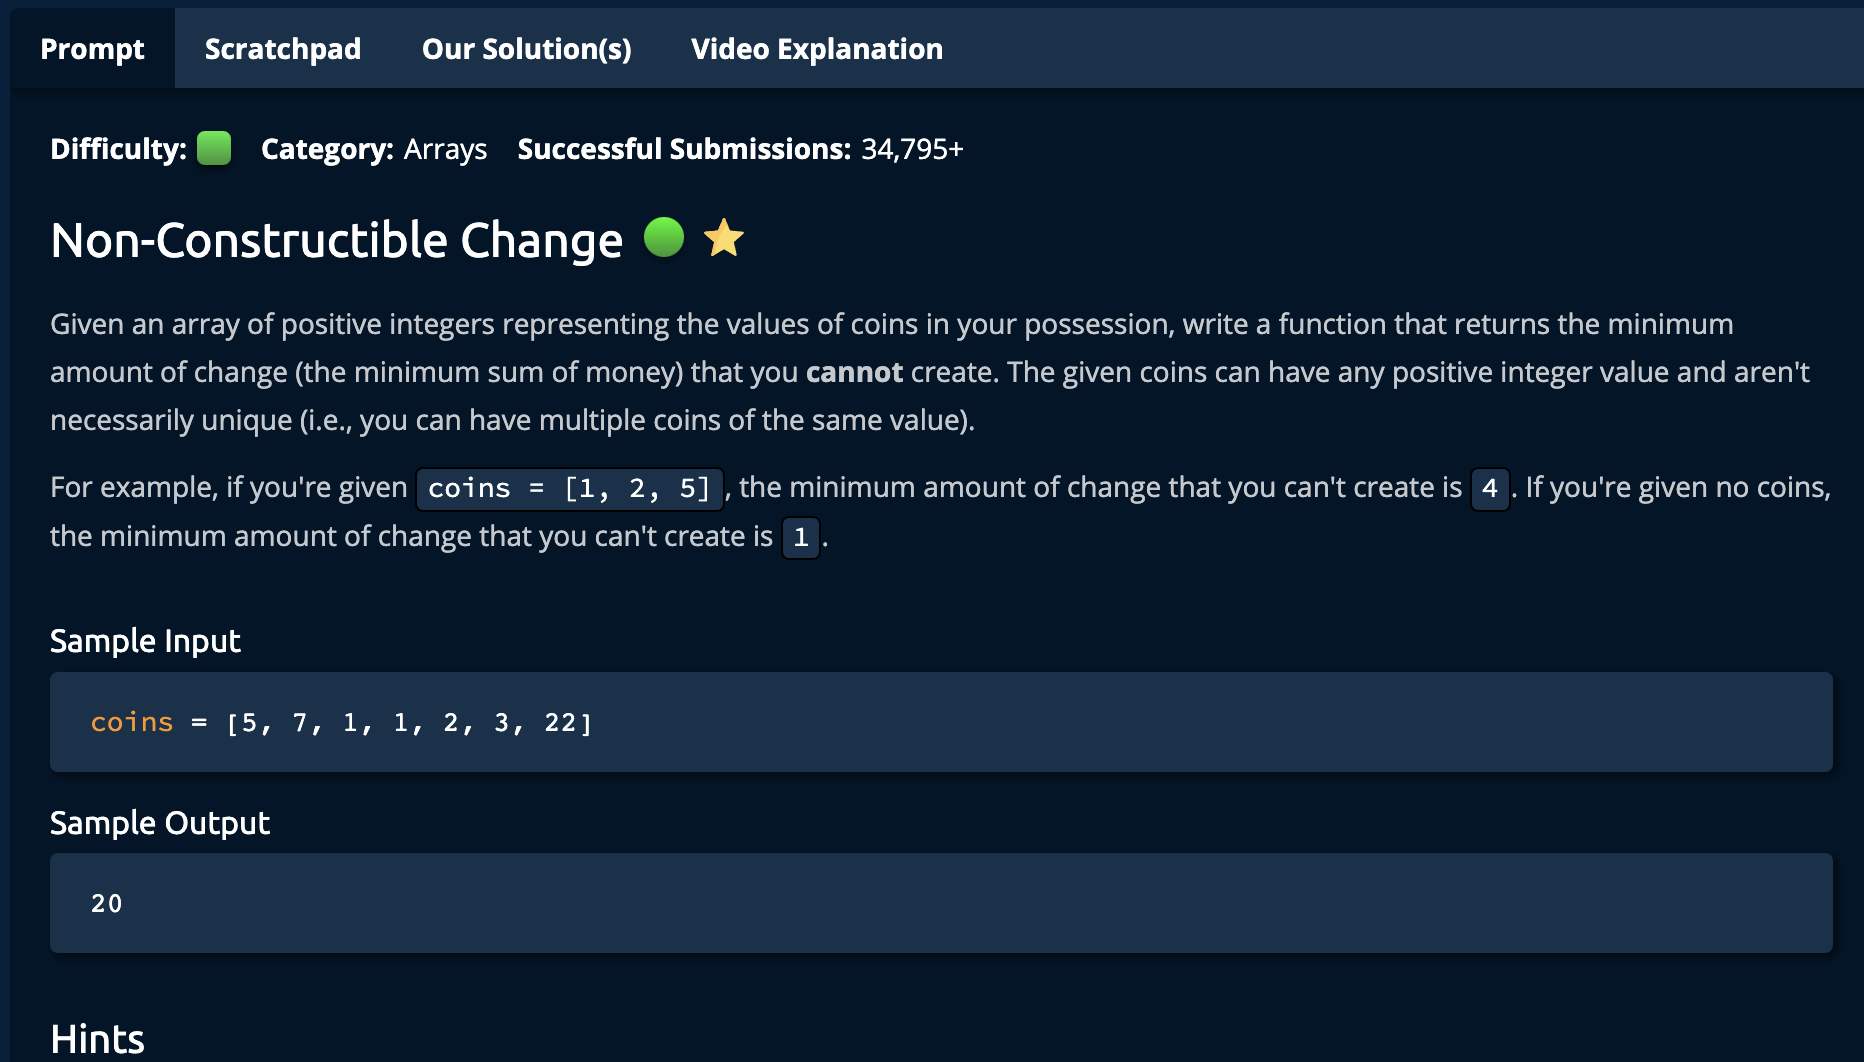 Prompt Scratchpad Our Solution(s) Video Explanation
Difficulty: Category: Arrays Successful Submissions: 34,795+
Non-Constructible Change
Given an array of positive integers representing the values of coins in your possession, write a function that returns the minimum
amount of change (the minimum sum of money) that you cannot create. The given coins can have any positive integer value and aren't
necessarily unique (i.e., you can have multiple coins of the same value).
For example, if you're given coins = [1, 2, 5], the minimum amount of change that you can't create is 4. If you're given no coins,
the minimum amount of change that you can't create is 1.
Sample Input
coins = [5, 7, 1, 1, 2, 3, 22]
Sample Output
20
Hints